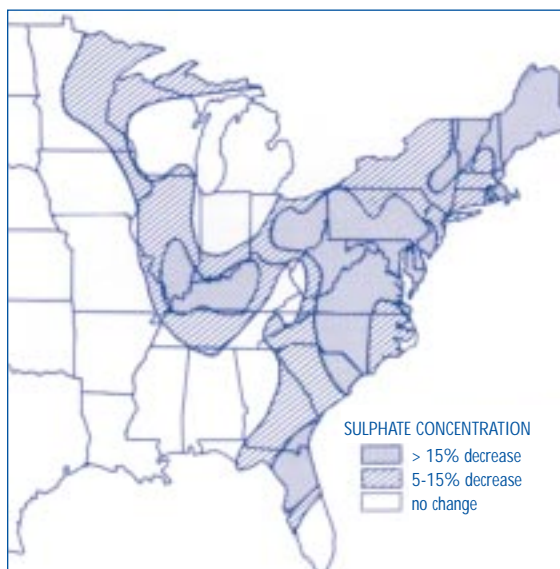 SULPHATE CONCENTRATION
> 15% decrease
5-15% decrease
no change